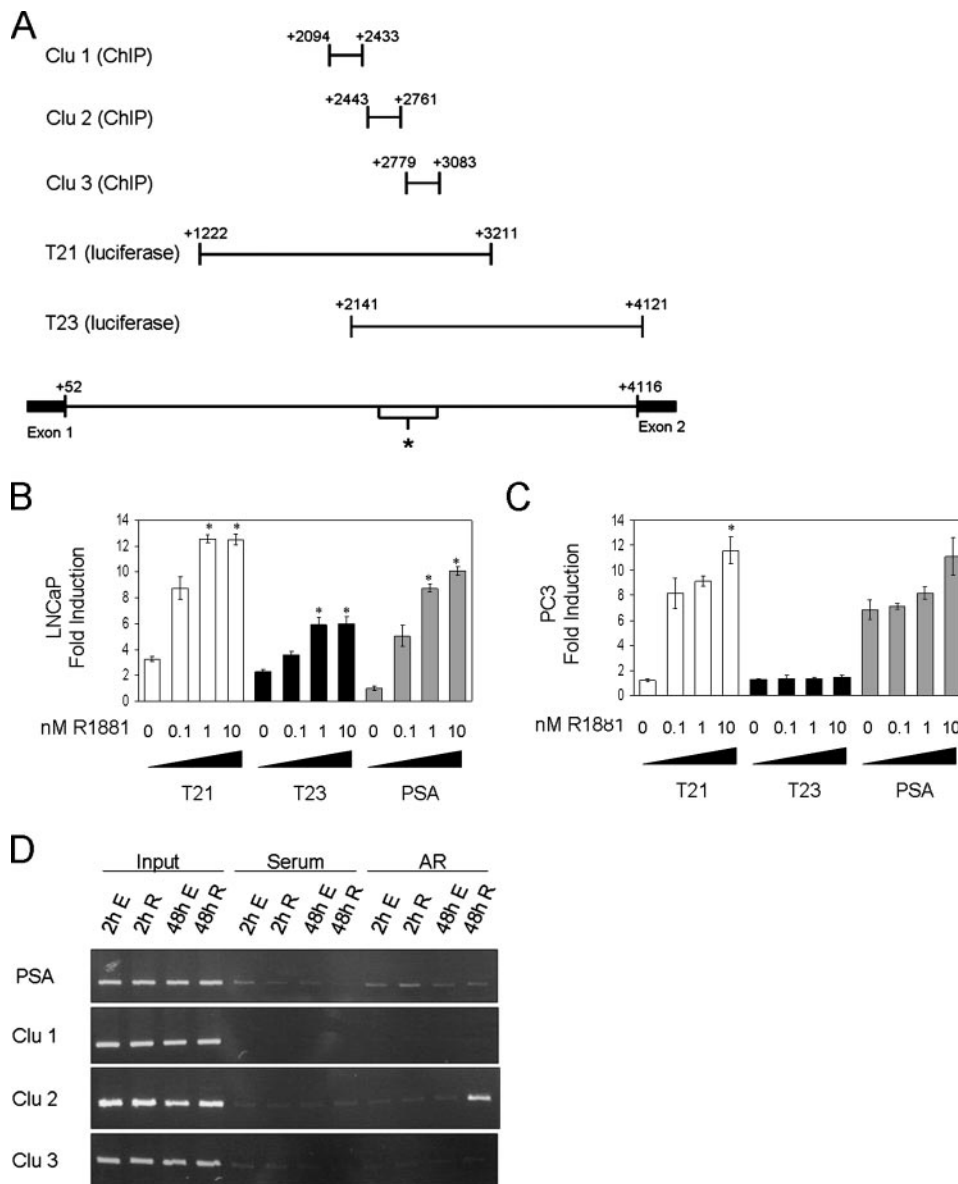 A
Clu 1 (ChIP)
+2094 +2433
Clu 2 (ChIP)
+2443 +2761
Clu 3 (ChIP)
+2779 +3083
T21 (luciferase)
+1222 +3211
T23 (luciferase)
+2141 +4121
+52 +4116
Exon 1 Exon 2
*
B
LNCaP
Fold Induction
14
12
10
8
6
4
2
0
* * * * * *
nM R1881 0 0.1 1 10 0 0.1 1 10 0 0.1 1 10
T21 T23 PSA
C
PC3
Fold Induction
14
12
10
8
6
4
2
0
*
nM R1881 0 0.1 1 10 0 0.1 1 10 0 0.1 1 10
T21 T23 PSA
D
Input Serum AR
2h E 2h R 48h E 48h R 2h E 2h R 48h E 48h R 2h E 2h R 48h E 48h R
PSA
Clu 1
Clu 2
Clu 3